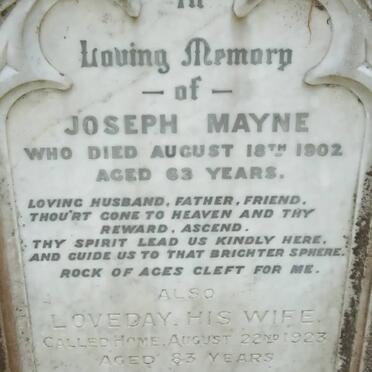 In
Loving Memory
— of —
JOSEPH MAYNE
WHO DIED AUGUST 18TH 1902
AGED 63 YEARS.
LOVING HUSBAND, FATHER, FRIEND.
THOU'RT GONE TO HEAVEN AND THY
REWARD, ASCEND.
THY SPIRIT LEAD US KINDLY HERE,
AND GUIDE US TO THAT BRIGHTER SPHERE.
ROCK OF AGES CLEFT FOR ME.
ALSO
LOVEDAY, HIS WIFE.
CALLED HOME, AUGUST 22ND 1923
AGED 83 YEARS